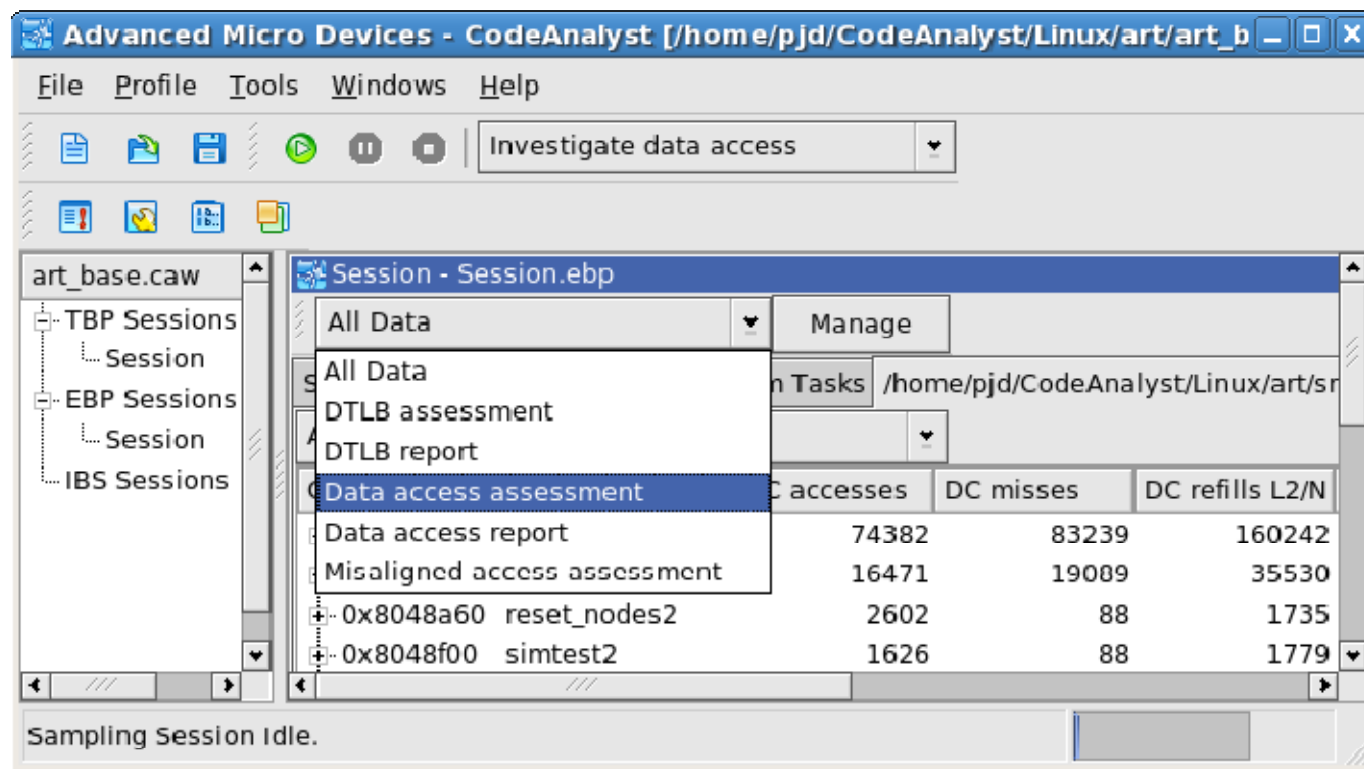 Advanced Micro Devices - CodeAnalyst [/home/pjd/CodeAnalyst/Linux/art/art_b
File Profile Tools Windows Help
Investigate data access
art_base.caw
TBP Sessions
Session
EBP Sessions
Session
IBS Sessions
Session - Session.ebp
All Data Manage
All Data
DTLB assessment
DTLB report
Data access assessment
Data access report
Misaligned access assessment
Tasks /home/pjd/CodeAnalyst/Linux/art/sr
accesses DC misses DC refills L2/N
74382 83239 160242
16471 19089 35530
0x8048a60 reset_nodes2 2602 88 1735
0x8048f00 simtest2 1626 88 1779
Sampling Session Idle.